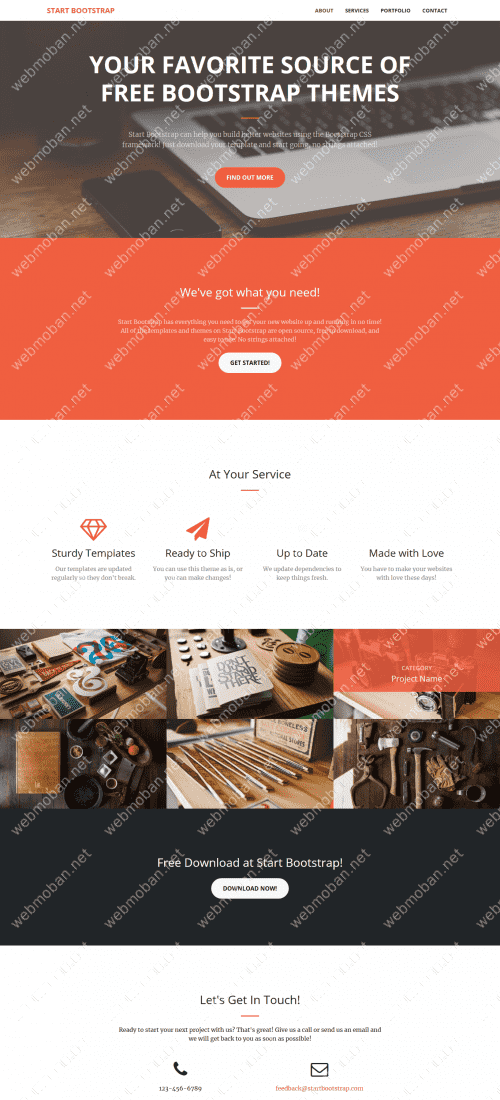 START BOOTSTRAP
ABOUT SERVICES PORTFOLIO CONTACT
YOUR FAVORITE SOURCE OF
FREE BOOTSTRAP THEMES
Start Bootstrap can help you build better websites using the Bootstrap CSS
framework! Just download your template and start going, no strings attached!
FIND OUT MORE
We've got what you need!
Start Bootstrap has everything you need to get your new website up and running in no time!
All of the templates and themes on Start Bootstrap are open source, free to download, and
easy to use. No strings attached!
GET STARTED!
At Your Service
Sturdy Templates
Our templates are updated
regularly so they don't break.
Ready to Ship
You can use this theme as is, or
you can make changes!
Up to Date
We update dependencies to
keep things fresh.
Made with Love
You have to make your websites
with love these days!
CATEGORY
Project Name
Free Download at Start Bootstrap!
DOWNLOAD NOW!
Let's Get In Touch!
Ready to start your next project with us? That's great! Give us a call or send us an email and
we will get back to you as soon as possible!
123-456-6789
feedback@startbootstrap.com
webmoban.net